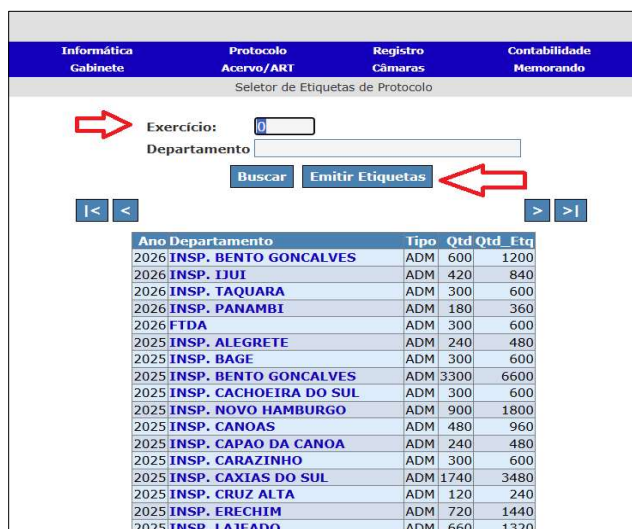 Informática Protocolo Registro Contabilidade
Gabinete Acervo/ART Câmaras Memorando
Seletor de Etiquetas de Protocolo
Exercício: 0
Departamento
Buscar Emitir Etiquetas
|< < > >|
Ano Departamento Tipo Qtd Qtd_Etq
2026 INSP. BENTO GONCALVES ADM 600 1200
2026 INSP. IJUI ADM 420 840
2026 INSP. TAQUARA ADM 300 600
2026 INSP. PANAMBI ADM 180 360
2026 FTDA ADM 300 600
2025 INSP. ALEGRETE ADM 240 480
2025 INSP. BAGE ADM 300 600
2025 INSP. BENTO GONCALVES ADM 3300 6600
2025 INSP. CACHOEIRA DO SUL ADM 300 600
2025 INSP. NOVO HAMBURGO ADM 900 1800
2025 INSP. CANOAS ADM 480 960
2025 INSP. CAPAO DA CANOA ADM 240 480
2025 INSP. CARAZINHO ADM 300 600
2025 INSP. CAXIAS DO SUL ADM 1740 3480
2025 INSP. CRUZ ALTA ADM 120 240
2025 INSP. ERECHIM ADM 720 1440
2025 INSP. LAJEADO ADM 660 1320